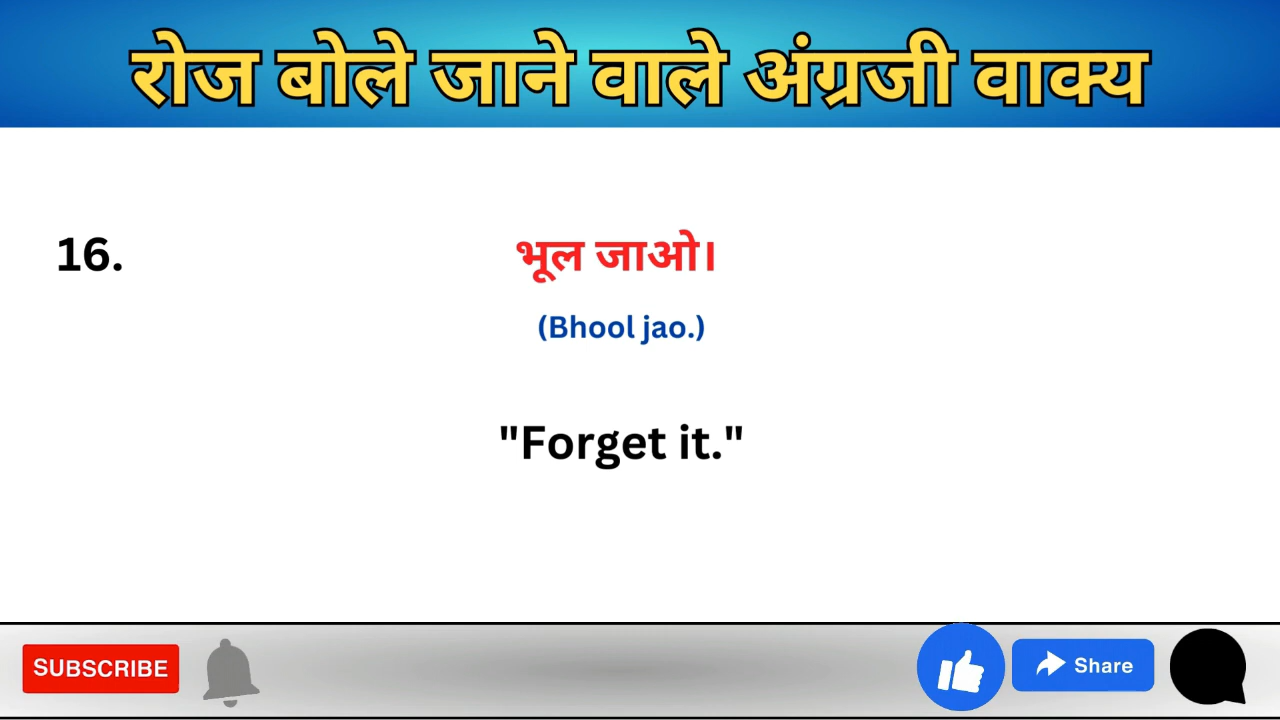 रोज बोले जाने वाले अंग्रजी वाक्य
16.
भूल जाओ।
(Bhool jao.)
"Forget it."
SUBSCRIBE
Share